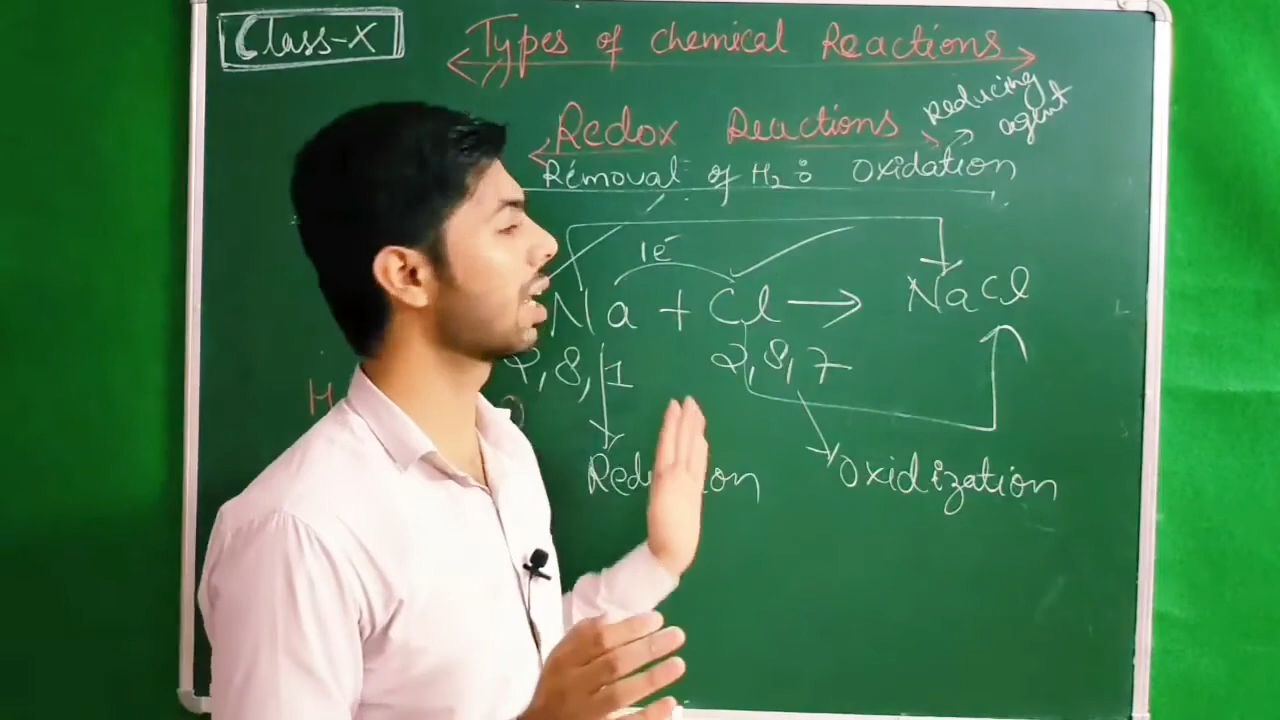 Class-X
Types of chemical Reactions
Redox Reactions
Reducing agent
Removal of H2: Oxidation
1e-
Na + Cl → NaCl
2,8,1 2,8,7
H
Oxidization